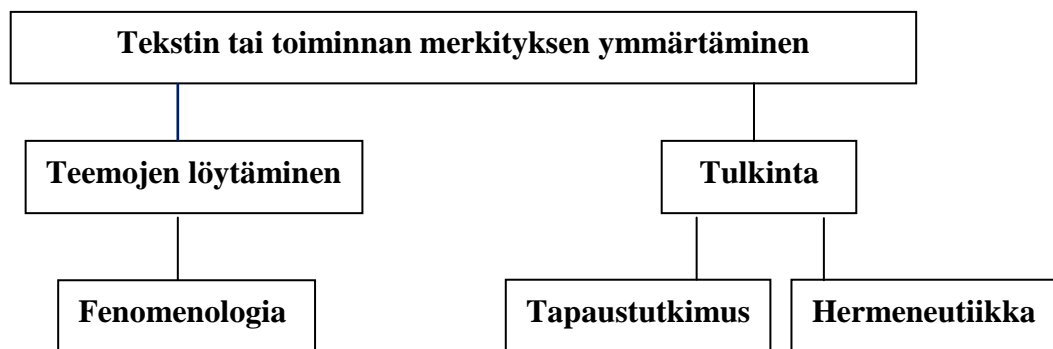 Tekstin tai toiminnan merkityksen ymmärtäminen
Teemojen löytäminen
Tulkinta
Fenomenologia
Tapaustutkimus
Hermeneutiikka